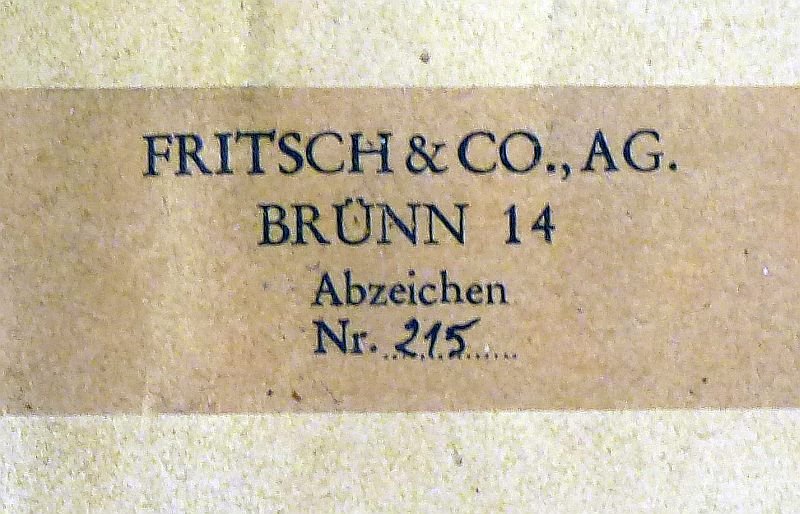 FRITSCH & CO., AG.
BRÜNN 14
Abzeichen
Nr. 215